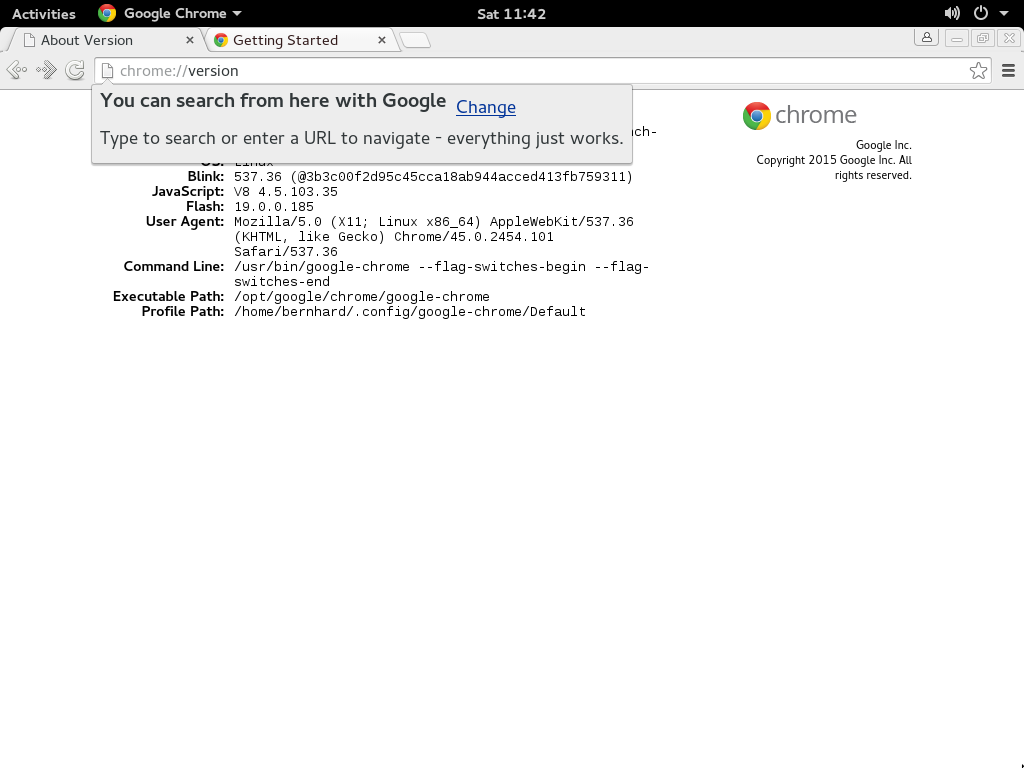 Activities Google Chrome Sat 11:42
About Version Getting Started
chrome://version
You can search from here with Google Change
Type to search or enter a URL to navigate - everything just works.
chrome
Google Inc.
Copyright 2015 Google Inc. All
rights reserved.
OS: Linux
Blink: 537.36 (@3b3c00f2d95c45cca18ab944acced413fb759311)
JavaScript: V8 4.5.103.35
Flash: 19.0.0.185
User Agent: Mozilla/5.0 (X11; Linux x86_64) AppleWebKit/537.36
(KHTML, like Gecko) Chrome/45.0.2454.101
Safari/537.36
Command Line: /usr/bin/google-chrome --flag-switches-begin --flag-
switches-end
Executable Path: /opt/google/chrome/google-chrome
Profile Path: /home/bernhard/.config/google-chrome/Default